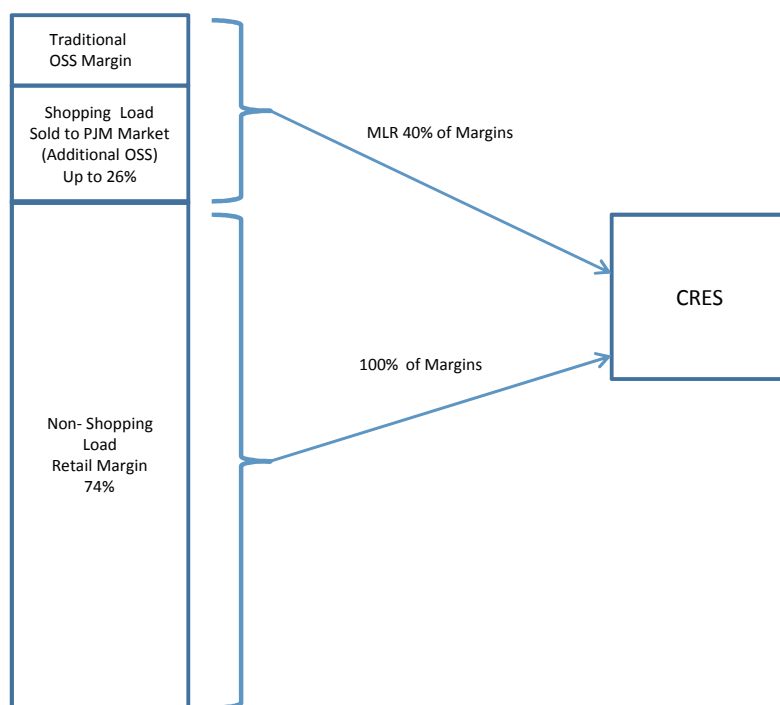 Traditional
OSS Margin
Shopping Load
Sold to PJM Market
(Additional OSS)
Up to 26%
MLR 40% of Margins
CRES
100% of Margins
Non- Shopping
Load
Retail Margin
74%